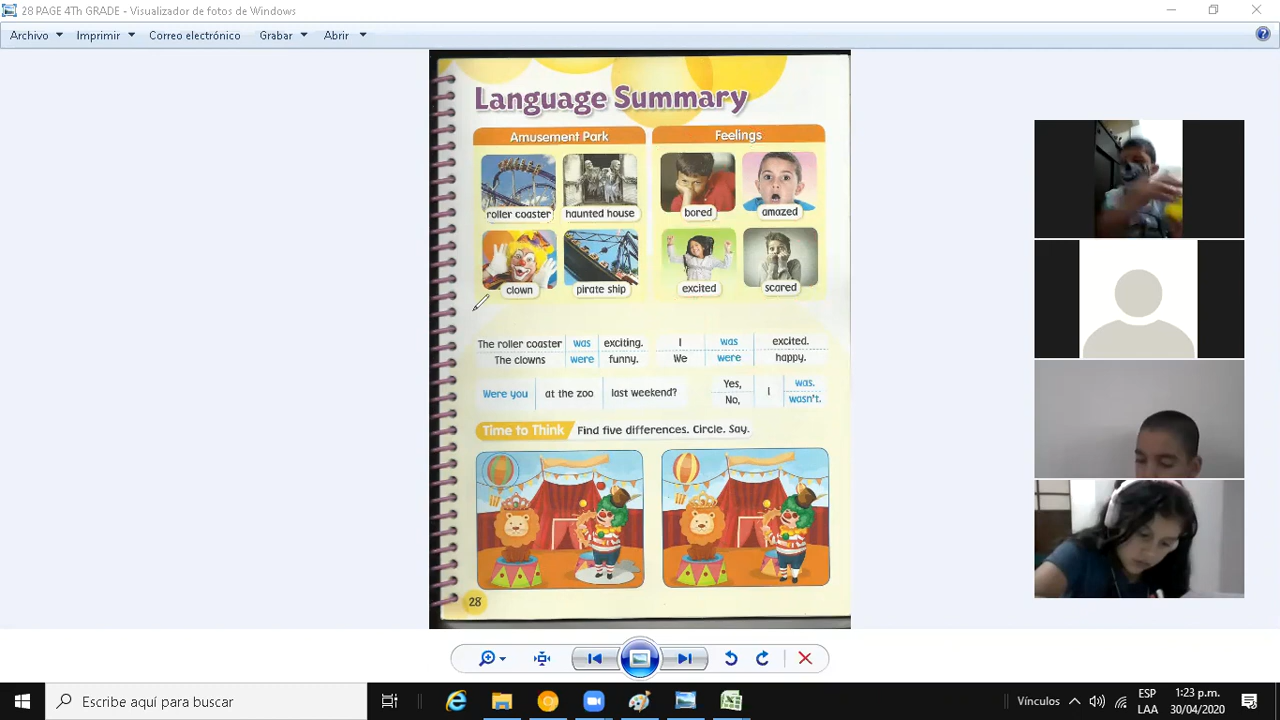 28 PAGE 4Th GRADE - Visualizador de fotos de Windows
Archivo Imprimir Correo electrónico Grabar Abrir
Language Summary
Amusement Park
roller coaster haunted house
clown pirate ship
Feelings
bored amazed
excited scared
The roller coaster was exciting.
The clowns were funny.
I was excited.
We were happy.
Were you at the zoo last weekend?
Yes, I was.
No, wasn't.
Time to Think Find five differences. Circle. Say.
28
Escribe aquí para buscar
Vínculos
ESP
LAA
1:23 p.m.
30/04/2020